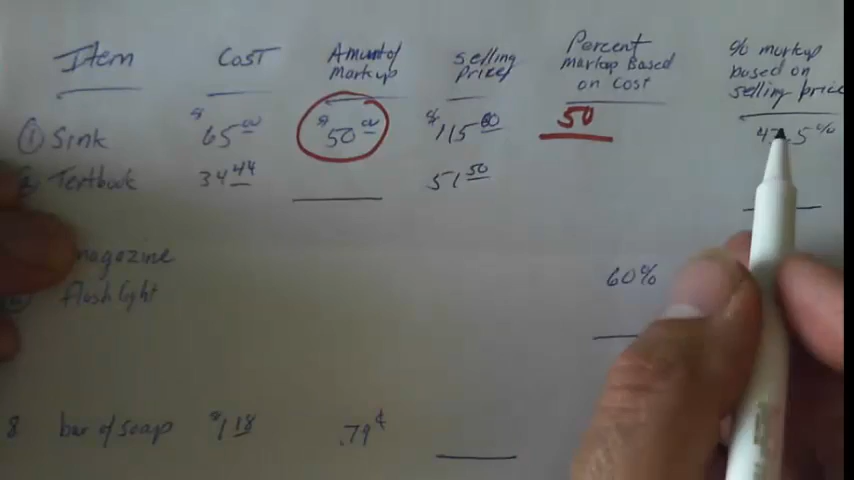 Item Cost Amount of Markup Selling Price Percent Markup Based on Cost % markup based on selling price
① Sink $65.00 $50.00 $115.00 50
Textbook 34.44 51.50
magazine
flashlight 60%
8 bar of soap $1.18 .79¢